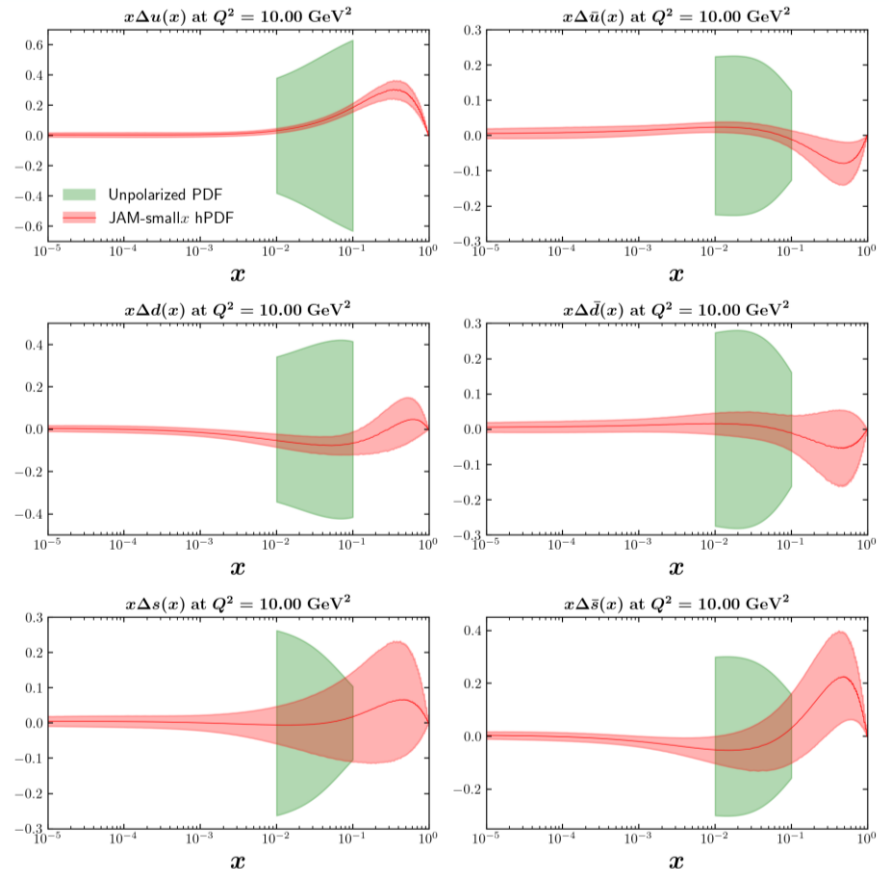 xΔu(x) at Q² = 10.00 GeV²
0.6
0.4
0.2
0.0
−0.2
−0.4
−0.6
Unpolarized PDF
JAM-smallx hPDF
10⁻⁵ 10⁻⁴ 10⁻³ 10⁻² 10⁻¹ 10⁰
x
xΔū(x) at Q² = 10.00 GeV²
0.3
0.2
0.1
0.0
−0.1
−0.2
−0.3
10⁻⁵ 10⁻⁴ 10⁻³ 10⁻² 10⁻¹ 10⁰
x
xΔd(x) at Q² = 10.00 GeV²
0.4
0.2
0.0
−0.2
−0.4
10⁻⁵ 10⁻⁴ 10⁻³ 10⁻² 10⁻¹ 10⁰
x
xΔd̄(x) at Q² = 10.00 GeV²
0.3
0.2
0.1
0.0
−0.1
−0.2
−0.3
10⁻⁵ 10⁻⁴ 10⁻³ 10⁻² 10⁻¹ 10⁰
x
xΔs(x) at Q² = 10.00 GeV²
0.3
0.2
0.1
0.0
−0.1
−0.2
−0.3
10⁻⁵ 10⁻⁴ 10⁻³ 10⁻² 10⁻¹ 10⁰
x
xΔs̄(x) at Q² = 10.00 GeV²
0.4
0.2
0.0
−0.2
10⁻⁵ 10⁻⁴ 10⁻³ 10⁻² 10⁻¹ 10⁰
x